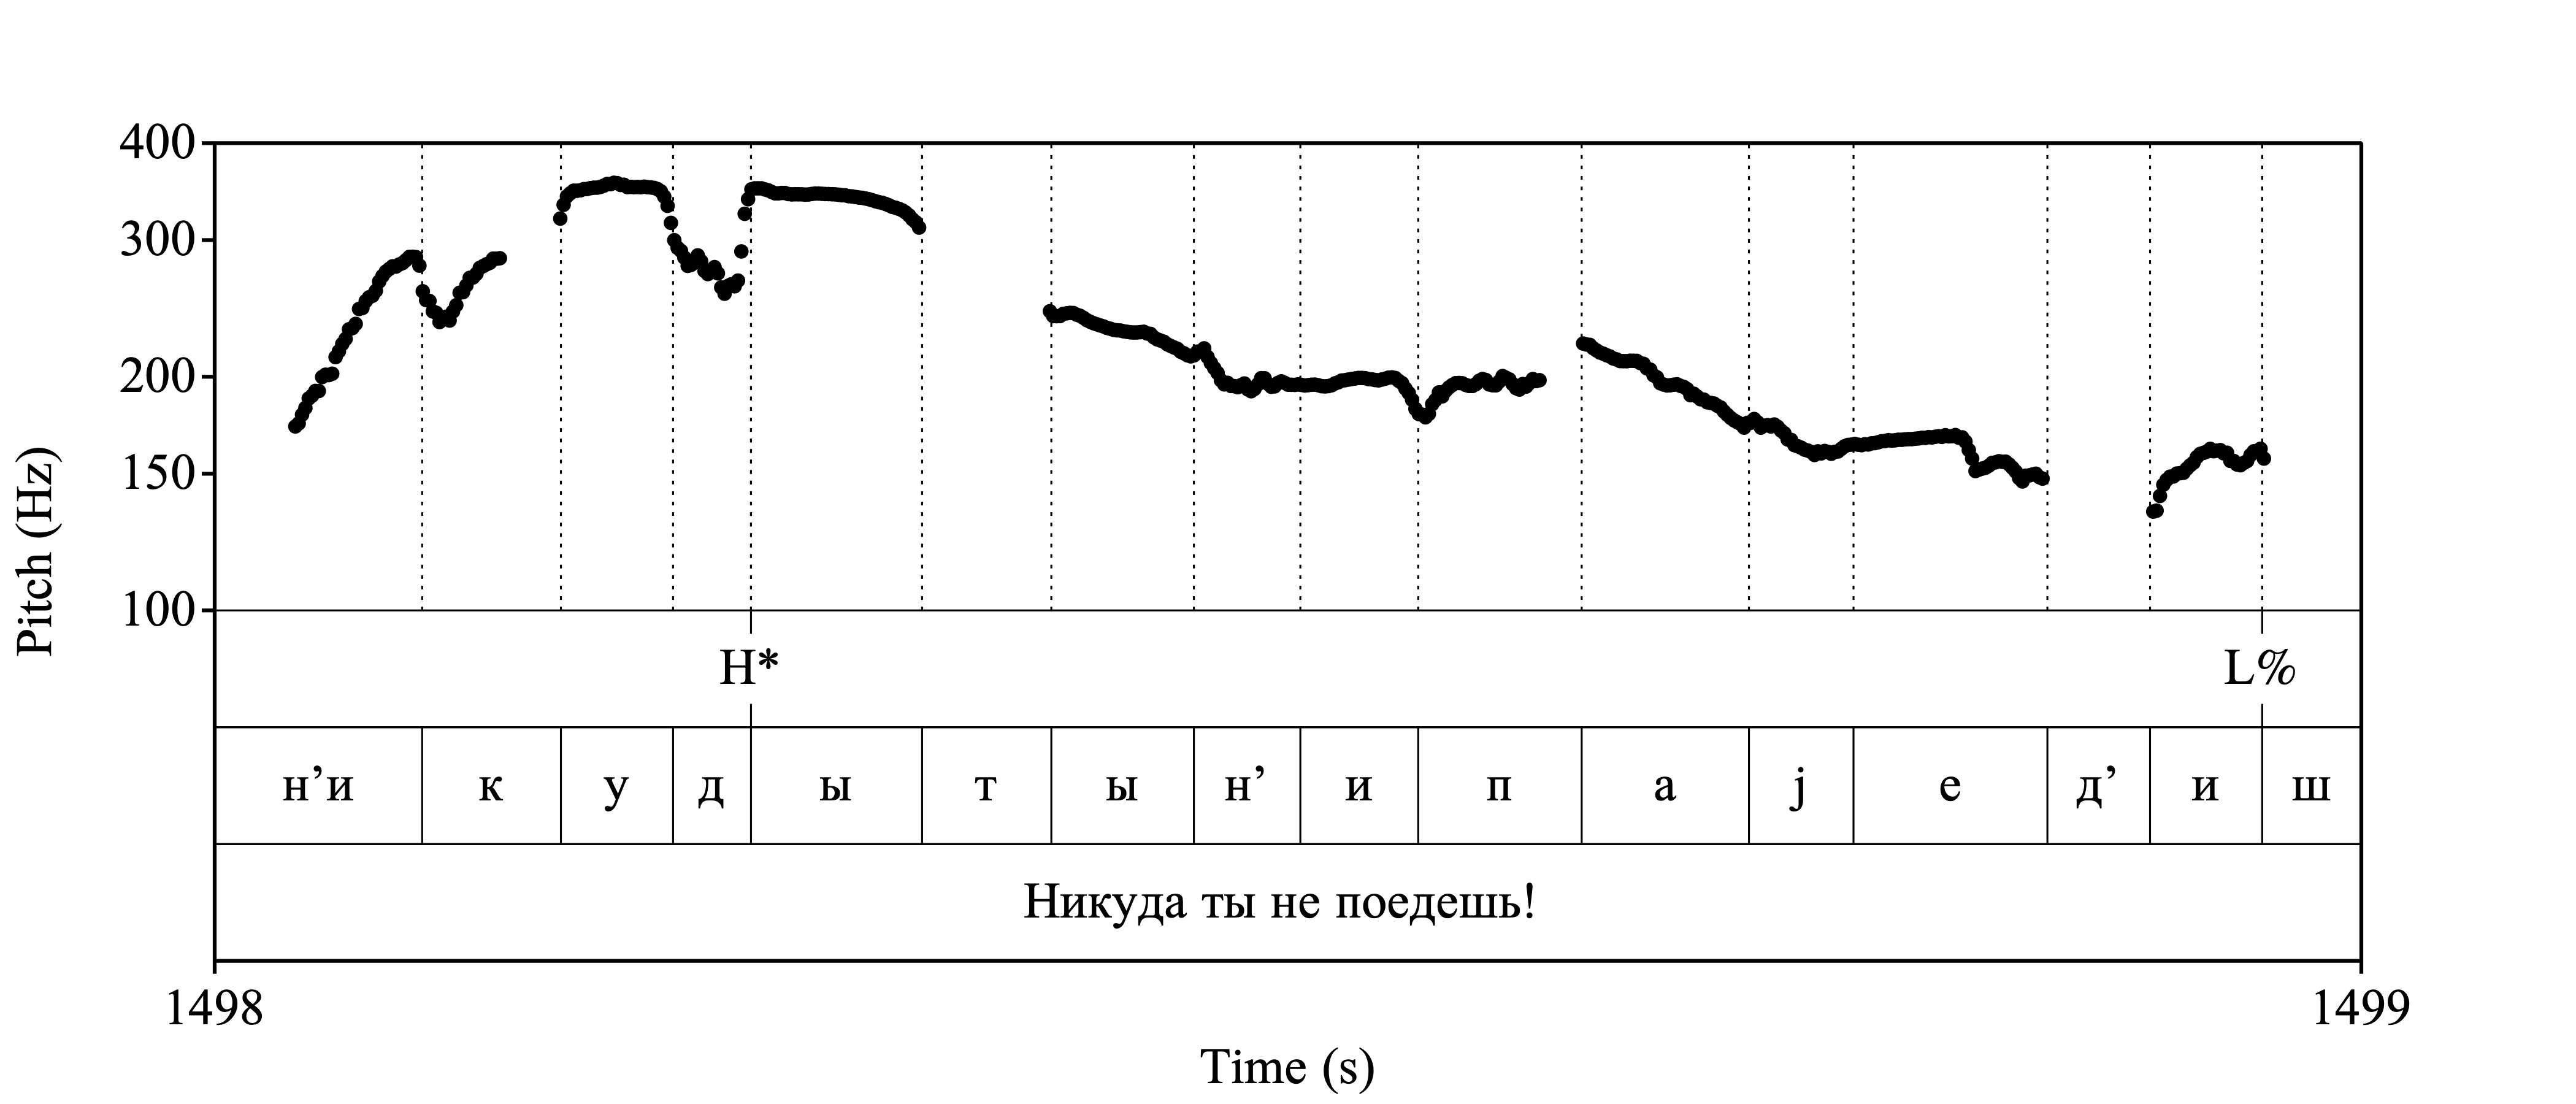 400
300
200
150
100
Pitch (Hz)
H* L%
н’и к у д ы т ы н’ и п а j е д’ и ш
Никуда ты не поедешь!
1498 1499
Time (s)